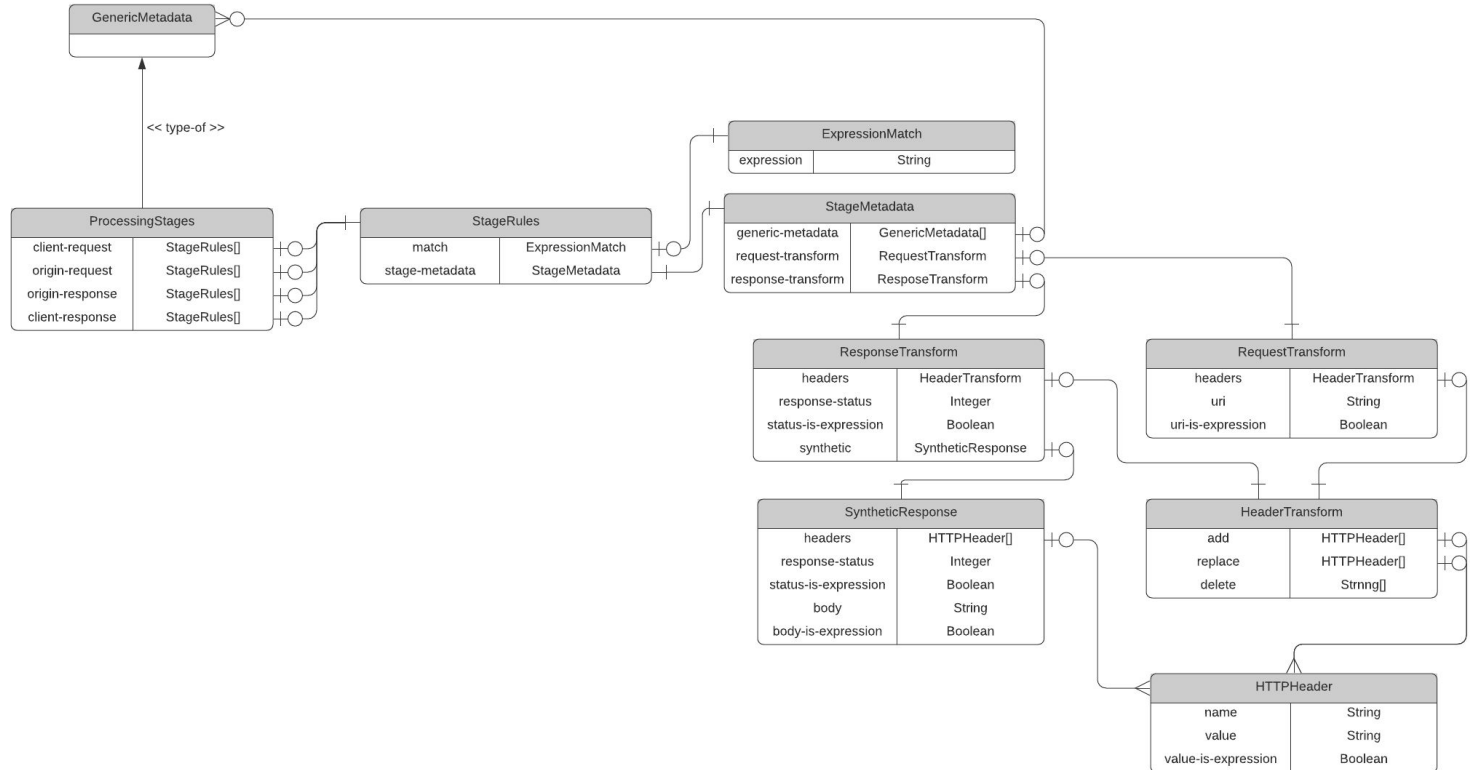 GenericMetadata
<< type-of >>
ExpressionMatch
expression String
ProcessingStages
client-request StageRules[]
origin-request StageRules[]
origin-response StageRules[]
client-response StageRules[]
StageRules
match ExpressionMatch
stage-metadata StageMetadata
StageMetadata
generic-metadata GenericMetadata[]
request-transform RequestTransform
response-transform ResposeTransform
ResponseTransform
headers HeaderTransform
response-status Integer
status-is-expression Boolean
synthetic SyntheticResponse
RequestTransform
headers HeaderTransform
uri String
uri-is-expression Boolean
SyntheticResponse
headers HTTPHeader[]
response-status Integer
status-is-expression Boolean
body String
body-is-expression Boolean
HeaderTransform
add HTTPHeader[]
replace HTTPHeader[]
delete Strnng[]
HTTPHeader
name String
value String
value-is-expression Boolean